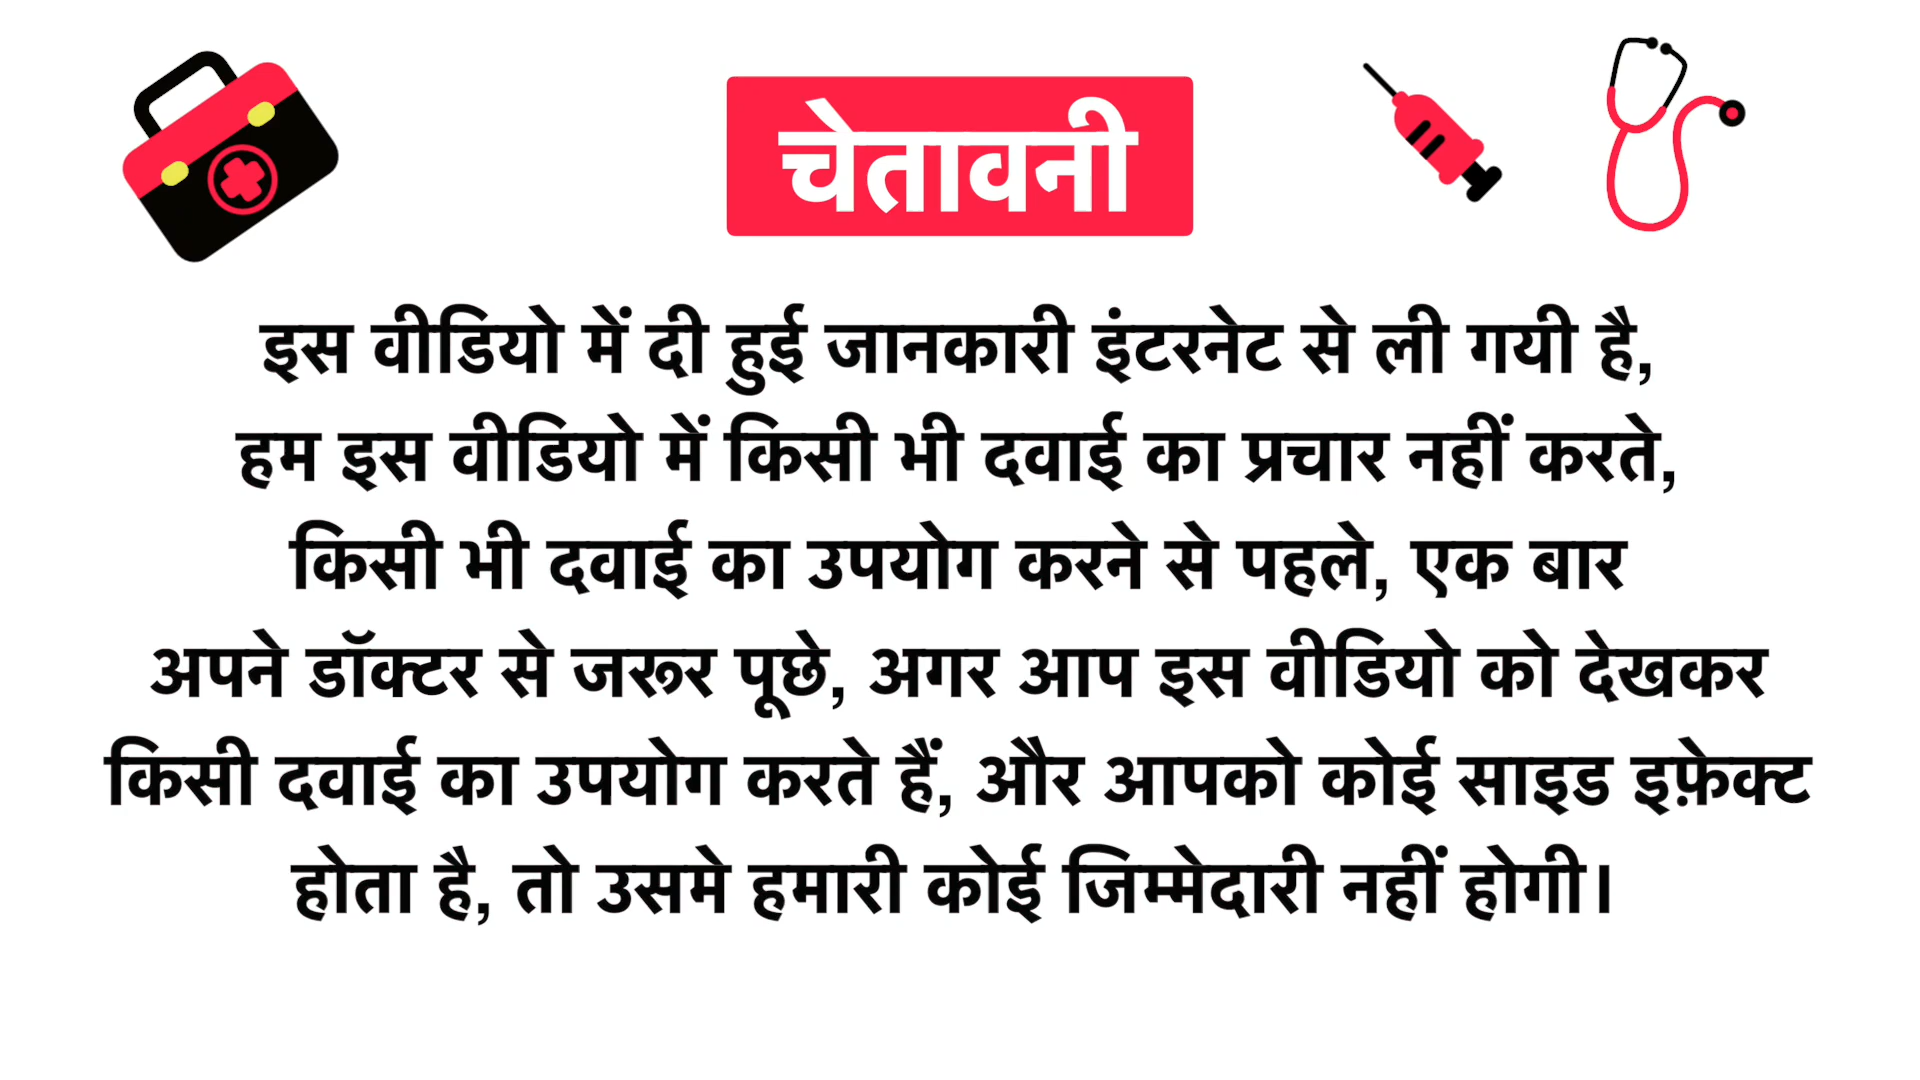 चेतावनी
इस वीडियो में दी हुई जानकारी इंटरनेट से ली गयी है,
हम इस वीडियो में किसी भी दवाई का प्रचार नहीं करते,
किसी भी दवाई का उपयोग करने से पहले, एक बार
अपने डॉक्टर से जरूर पूछे, अगर आप इस वीडियो को देखकर
किसी दवाई का उपयोग करते हैं, और आपको कोई साइड इफ़ेक्ट
होता है, तो उसमे हमारी कोई जिम्मेदारी नहीं होगी।